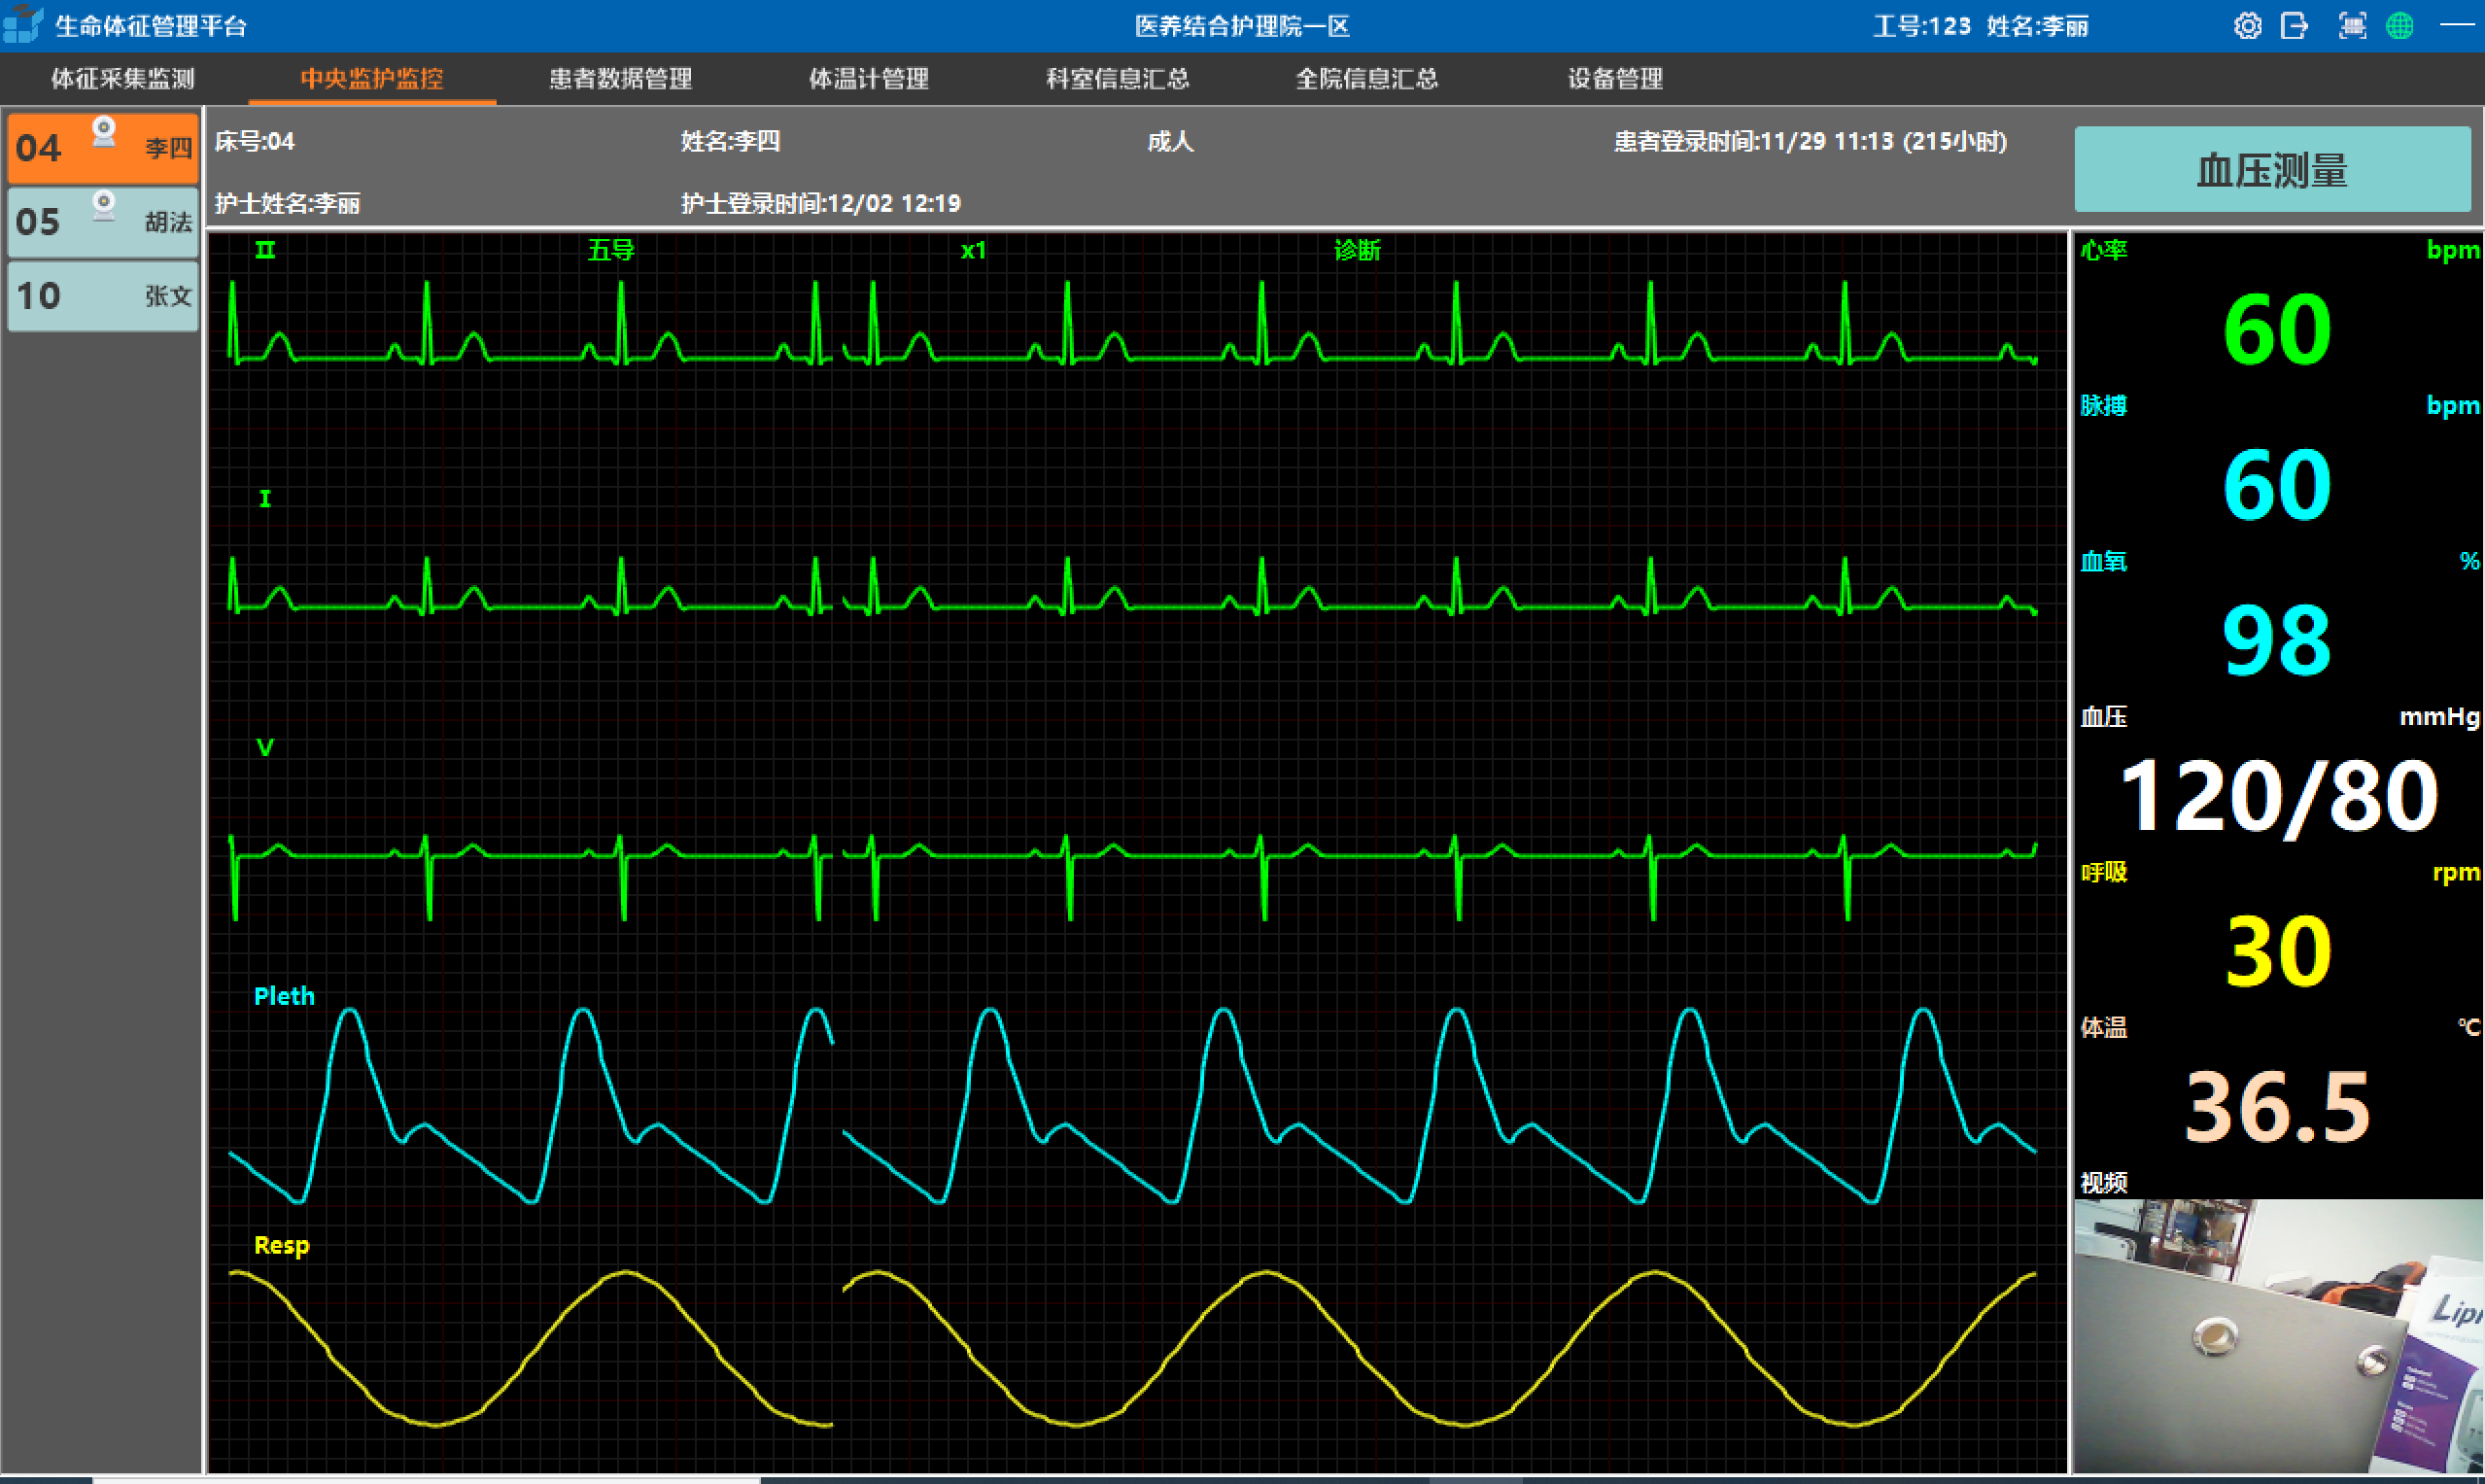 生命体征管理平台
医养结合护理院一区
工号:123 姓名:李丽
体征采集监测 中央监护监控 患者数据管理 体温计管理 科室信息汇总 全院信息汇总 设备管理
04 李四
05 胡法
10 张文
床号:04 姓名:李四 成人 患者登录时间:11/29 11:13 (215小时)
护士姓名:李丽 护士登录时间:12/02 12:19
血压测量
II 五导 x1 诊断
I
V
Pleth
Resp
心率 bpm
60
脉搏 bpm
60
血氧 %
98
血压 mmHg
120/80
呼吸 rpm
30
体温 ℃
36.5
视频